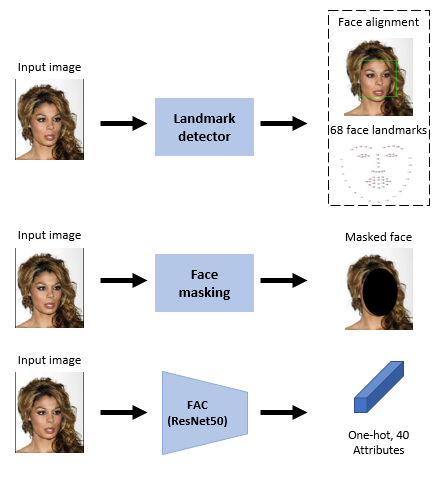 Face alignment
Input image
Landmark
detector
68 face landmarks
Input image
Masked face
Face
masking
Input image
FAC
(ResNet50)
One-hot, 40
Attributes